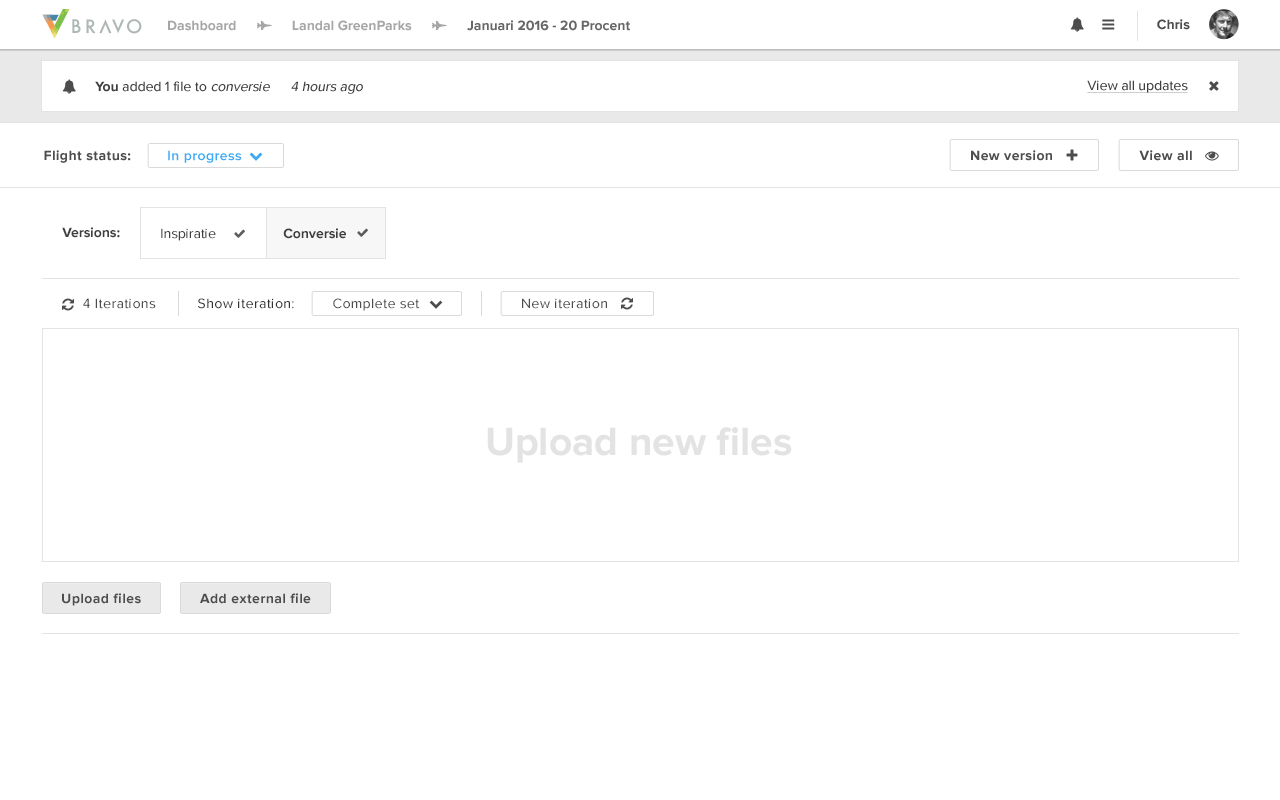 BRAVO Dashboard Landal GreenParks Januari 2016 - 20 Procent Chris
You added 1 file to conversie 4 hours ago View all updates
Flight status: In progress New version View all
Versions: Inspiratie Conversie
4 Iterations Show iteration: Complete set New iteration
Upload new files
Upload files Add external file